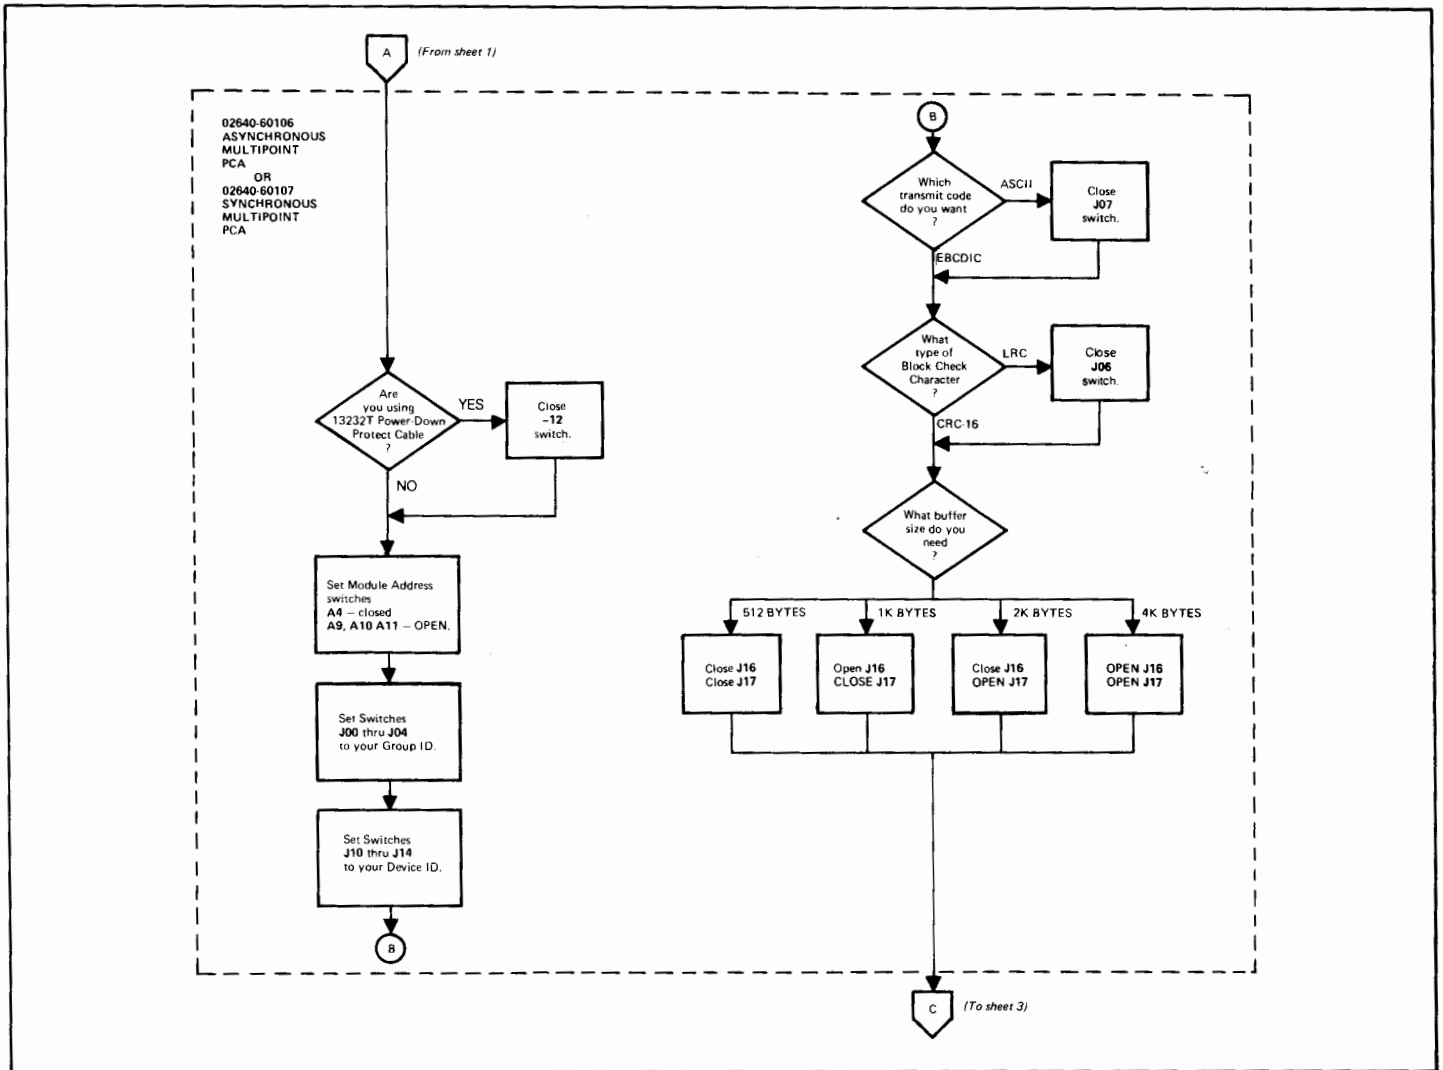 A
(From sheet 1)
02640-60106
ASYNCHRONOUS
MULTIPOINT
PCA
OR
02640-60107
SYNCHRONOUS
MULTIPOINT
PCA
Are
you using
13232T Power-Down
Protect Cable
?
YES
Close
-12
switch.
NO
Set Module Address
switches
A4 – closed
A9, A10 A11 – OPEN.
Set Switches
J00 thru J04
to your Group ID.
Set Switches
J10 thru J14
to your Device ID.
B
B
Which
transmit code
do you want
?
ASCII
Close
J07
switch.
EBCDIC
What
type of
Block Check
Character
?
LRC
Close
J06
switch.
CRC-16
What buffer
size do you
need
?
512 BYTES
1K BYTES
2K BYTES
4K BYTES
Close J16
Close J17
Open J16
CLOSE J17
Close J16
OPEN J17
OPEN J16
OPEN J17
C
(To sheet 3)